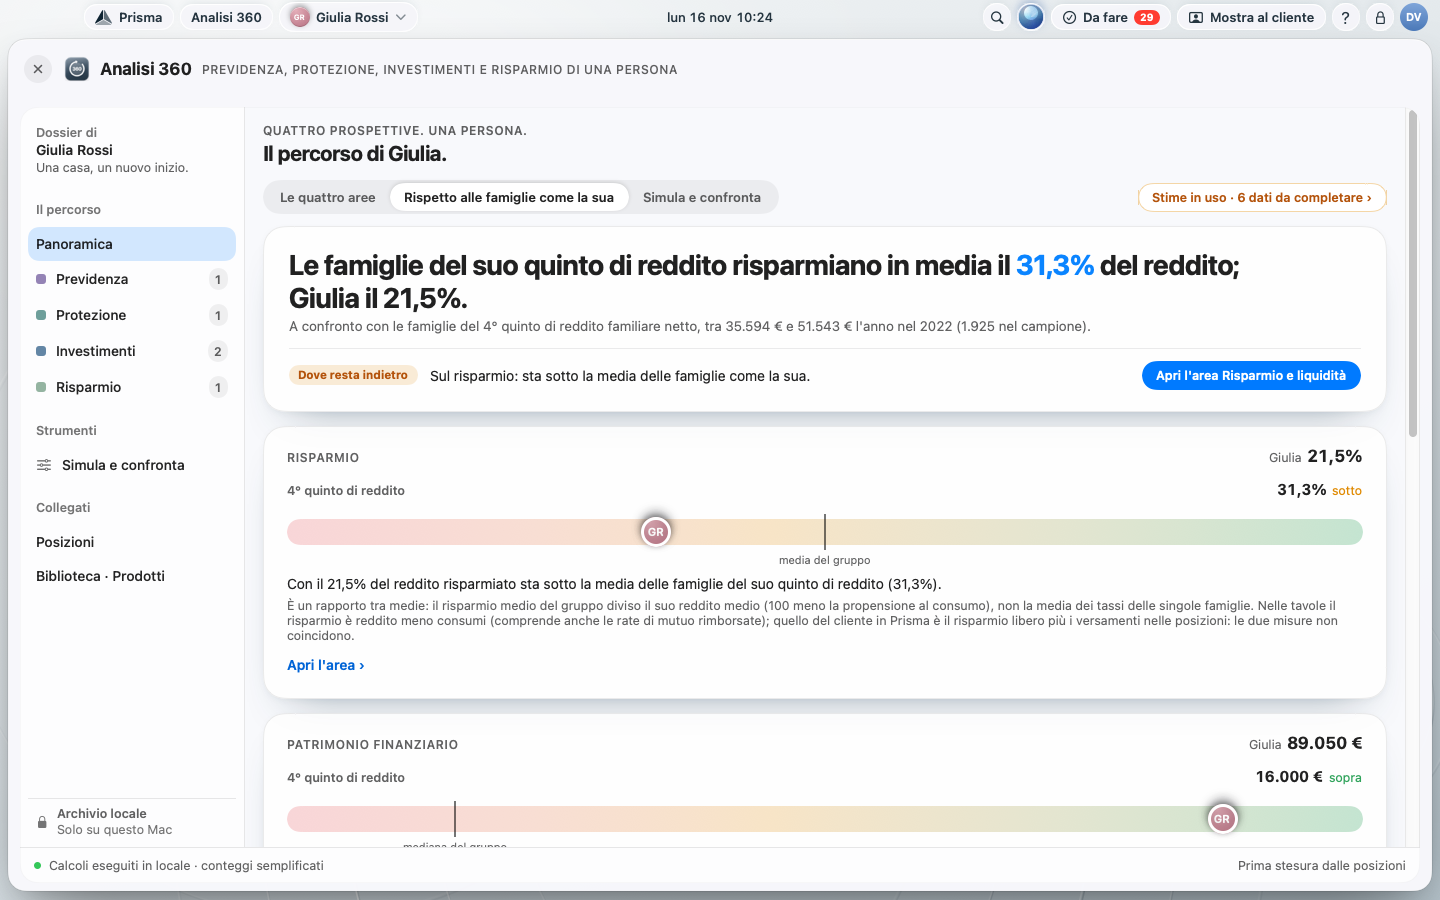 Prisma
Analisi 360
GR Giulia Rossi
lun 16 nov 10:24
Da fare 29
Mostra al cliente
?
DV
360
Analisi 360 PREVIDENZA, PROTEZIONE, INVESTIMENTI E RISPARMIO DI UNA PERSONA
Dossier di
Giulia Rossi
Una casa, un nuovo inizio.
Il percorso
Panoramica
Previdenza 1
Protezione 1
Investimenti 2
Risparmio 1
Strumenti
Simula e confronta
Collegati
Posizioni
Biblioteca · Prodotti
Archivio locale
Solo su questo Mac
QUATTRO PROSPETTIVE. UNA PERSONA.
Il percorso di Giulia.
Le quattro aree
Rispetto alle famiglie come la sua
Simula e confronta
Stime in uso · 6 dati da completare ›
Le famiglie del suo quinto di reddito risparmiano in media il 31,3% del reddito;
Giulia il 21,5%.
A confronto con le famiglie del 4° quinto di reddito familiare netto, tra 35.594 € e 51.543 € l'anno nel 2022 (1.925 nel campione).
Dove resta indietro
Sul risparmio: sta sotto la media delle famiglie come la sua.
Apri l'area Risparmio e liquidità
RISPARMIO
Giulia 21,5%
4° quinto di reddito
31,3% sotto
GR
media del gruppo
Con il 21,5% del reddito risparmiato sta sotto la media delle famiglie del suo quinto di reddito (31,3%).
È un rapporto tra medie: il risparmio medio del gruppo diviso il suo reddito medio (100 meno la propensione al consumo), non la media dei tassi delle singole famiglie. Nelle tavole il
risparmio è reddito meno consumi (comprende anche le rate di mutuo rimborsate); quello del cliente in Prisma è il risparmio libero più i versamenti nelle posizioni: le due misure non
coincidono.
Apri l'area ›
PATRIMONIO FINANZIARIO
Giulia 89.050 €
4° quinto di reddito
16.000 € sopra
GR
mediana del gruppo
Calcoli eseguiti in locale · conteggi semplificati
Prima stesura dalle posizioni